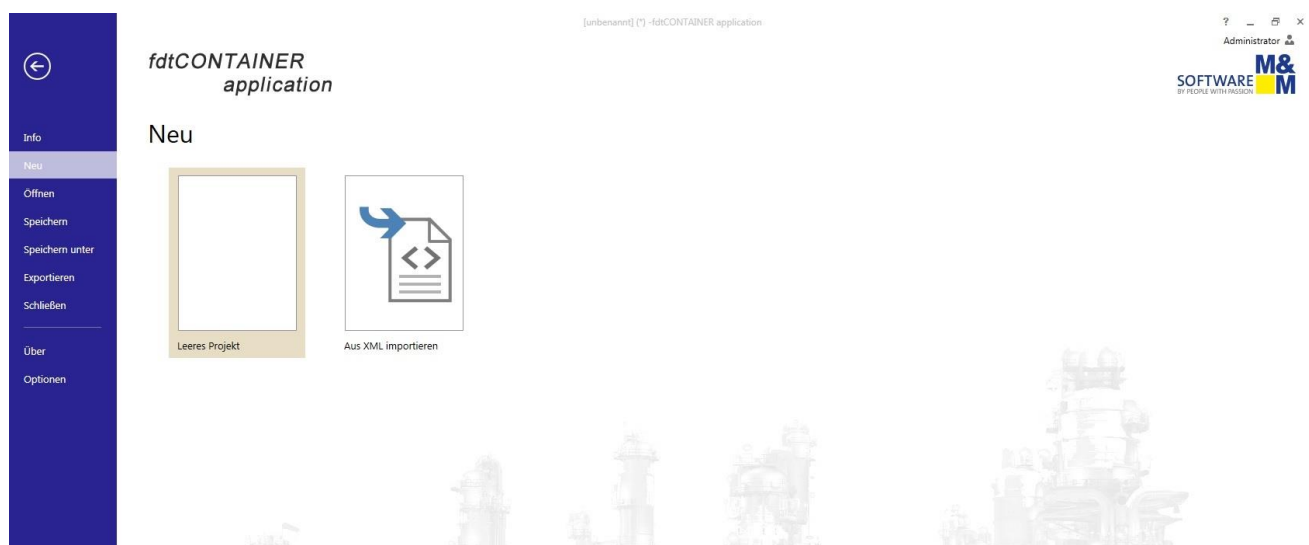 [unbenannt] (*) -fdtCONTAINER application
?
Administrator
fdtCONTAINER
application
M&M
SOFTWARE
BY PEOPLE WITH PASSION
Info
Neu
Öffnen
Speichern
Speichern unter
Exportieren
Schließen
Über
Optionen
Neu
Leeres Projekt
Aus XML importieren